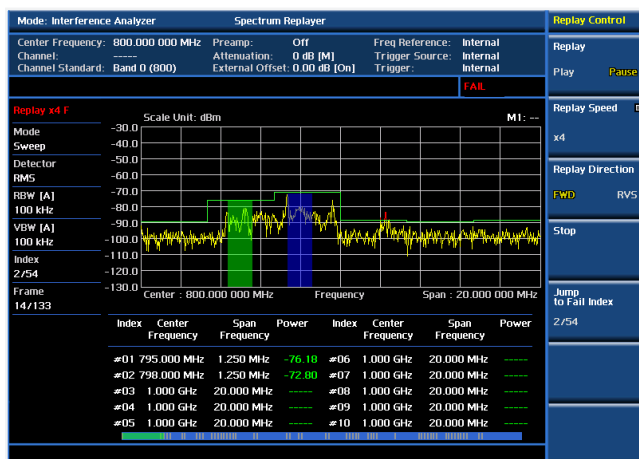 Mode: Interference Analyzer Spectrum Replayer Replay Control
Center Frequency: 800.000 000 MHz Preamp: Off Freq Reference: Internal
Channel: ----- Attenuation: 0 dB [M] Trigger Source: Internal
Channel Standard: Band 0 (800) External Offset: 0.00 dB [On] Trigger: Internal
FAIL
Replay
Play Pause
Replay Speed
x4
Replay Direction
FWD RVS
Stop
Jump
to Fail Index
2/54
Replay x4 F
Mode
Sweep
Detector
RMS
RBW [A]
100 kHz
VBW [A]
100 kHz
Index
2/54
Frame
14/133
Scale Unit: dBm M1: --
-30.0
-40.0
-50.0
-60.0
-70.0
-80.0
-90.0
-100.0
-110.0
-120.0
-130.0
Center : 800.000 000 MHz Frequency Span : 20.000 000 MHz
Index Center Frequency Span Frequency Power Index Center Frequency Span Frequency Power
#01 795.000 MHz 1.250 MHz -76.18 #06 1.000 GHz 20.000 MHz -----
#02 798.000 MHz 1.250 MHz -72.80 #07 1.000 GHz 20.000 MHz -----
#03 1.000 GHz 20.000 MHz ----- #08 1.000 GHz 20.000 MHz -----
#04 1.000 GHz 20.000 MHz ----- #09 1.000 GHz 20.000 MHz -----
#05 1.000 GHz 20.000 MHz ----- #10 1.000 GHz 20.000 MHz -----